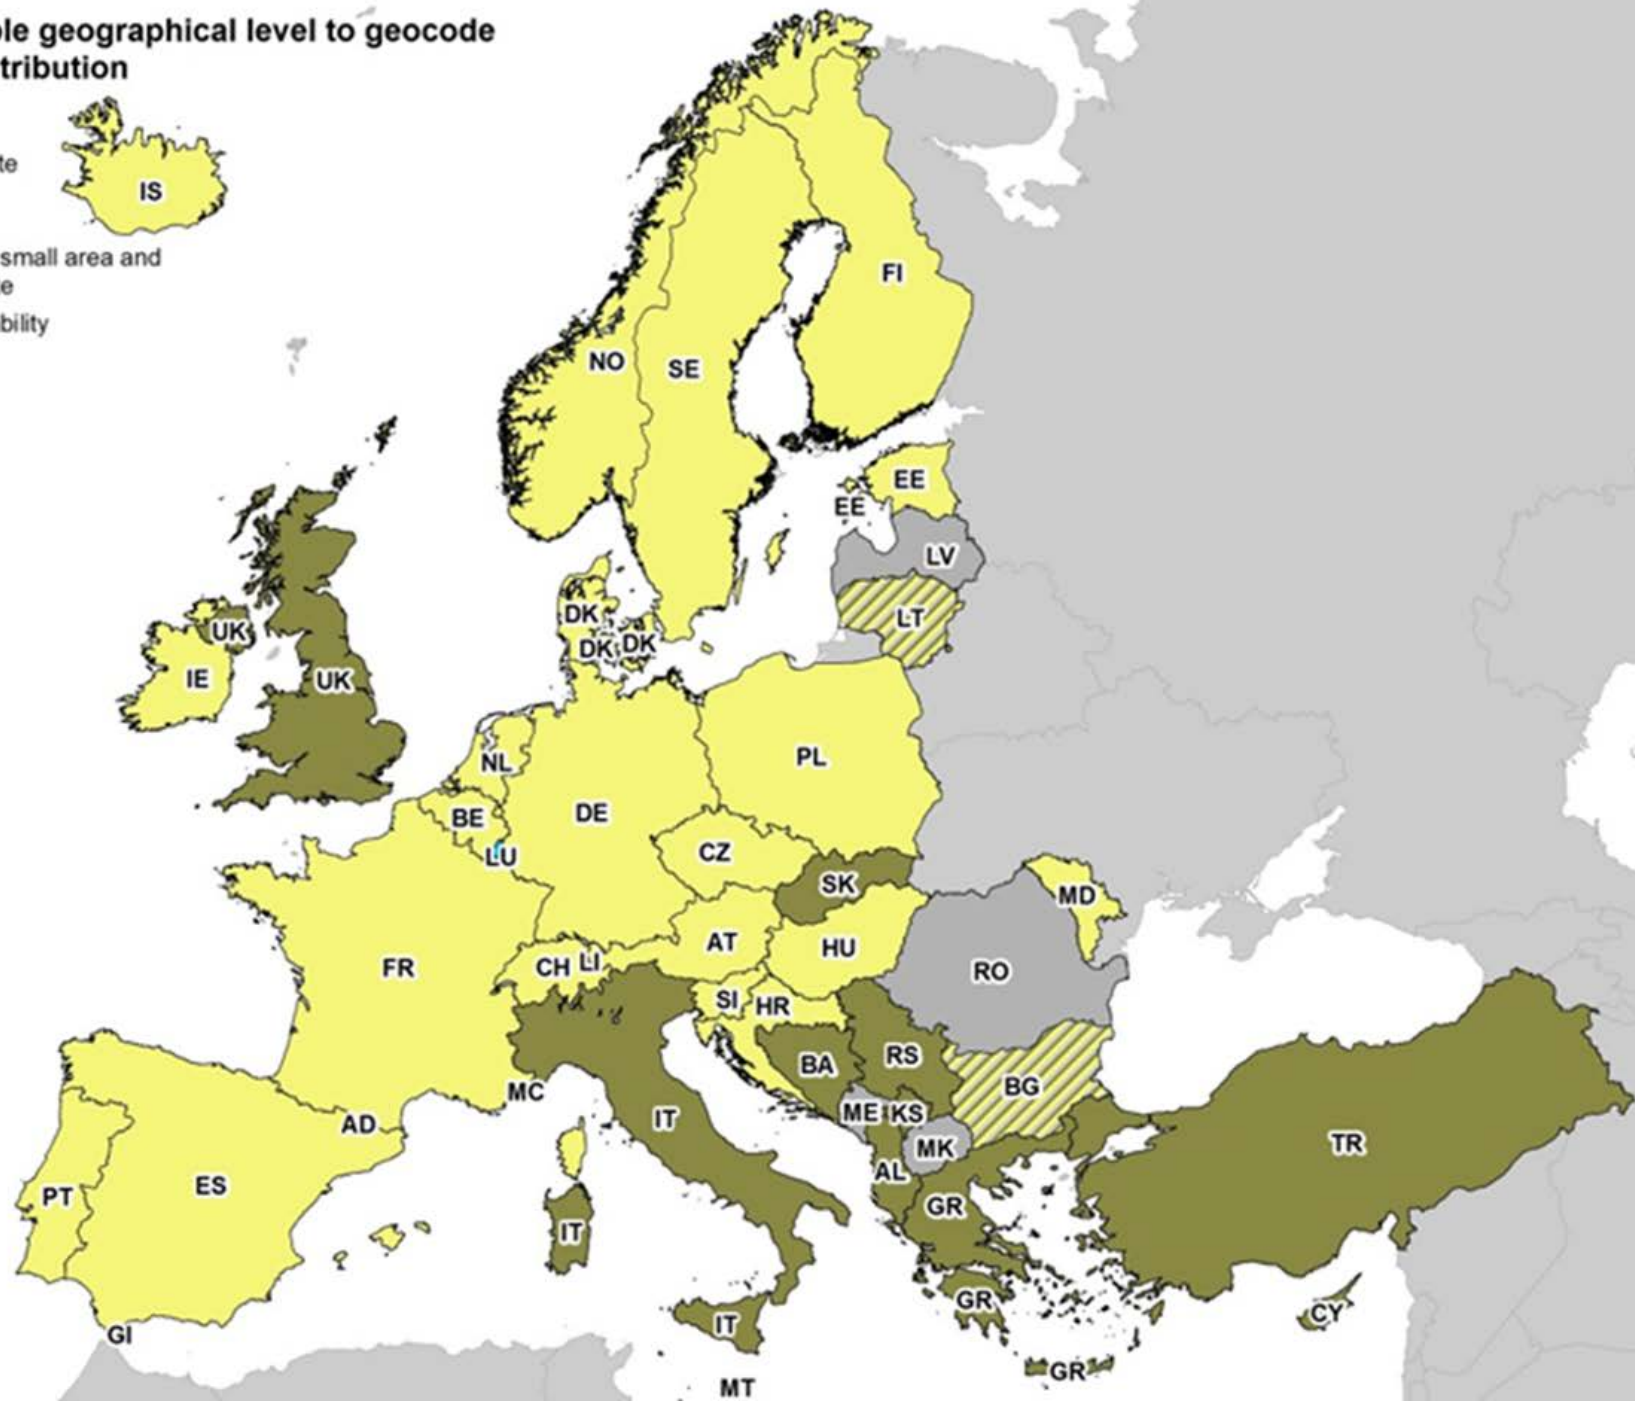 ple geographical level to geocode
tribution
te
IS
small area and
e
bility
FI
NO
SE
EE
EE
LV
LT
DK
DK
DK
UK
IE
UK
NL
PL
DE
BE
LU
CZ
SK
MD
AT
HU
FR
CH
LI
RO
SI
HR
BA
RS
BG
MC
ME
KS
IT
AD
TR
MK
AL
PT
ES
GR
IT
GR
CY
IT
GI
GR
MT